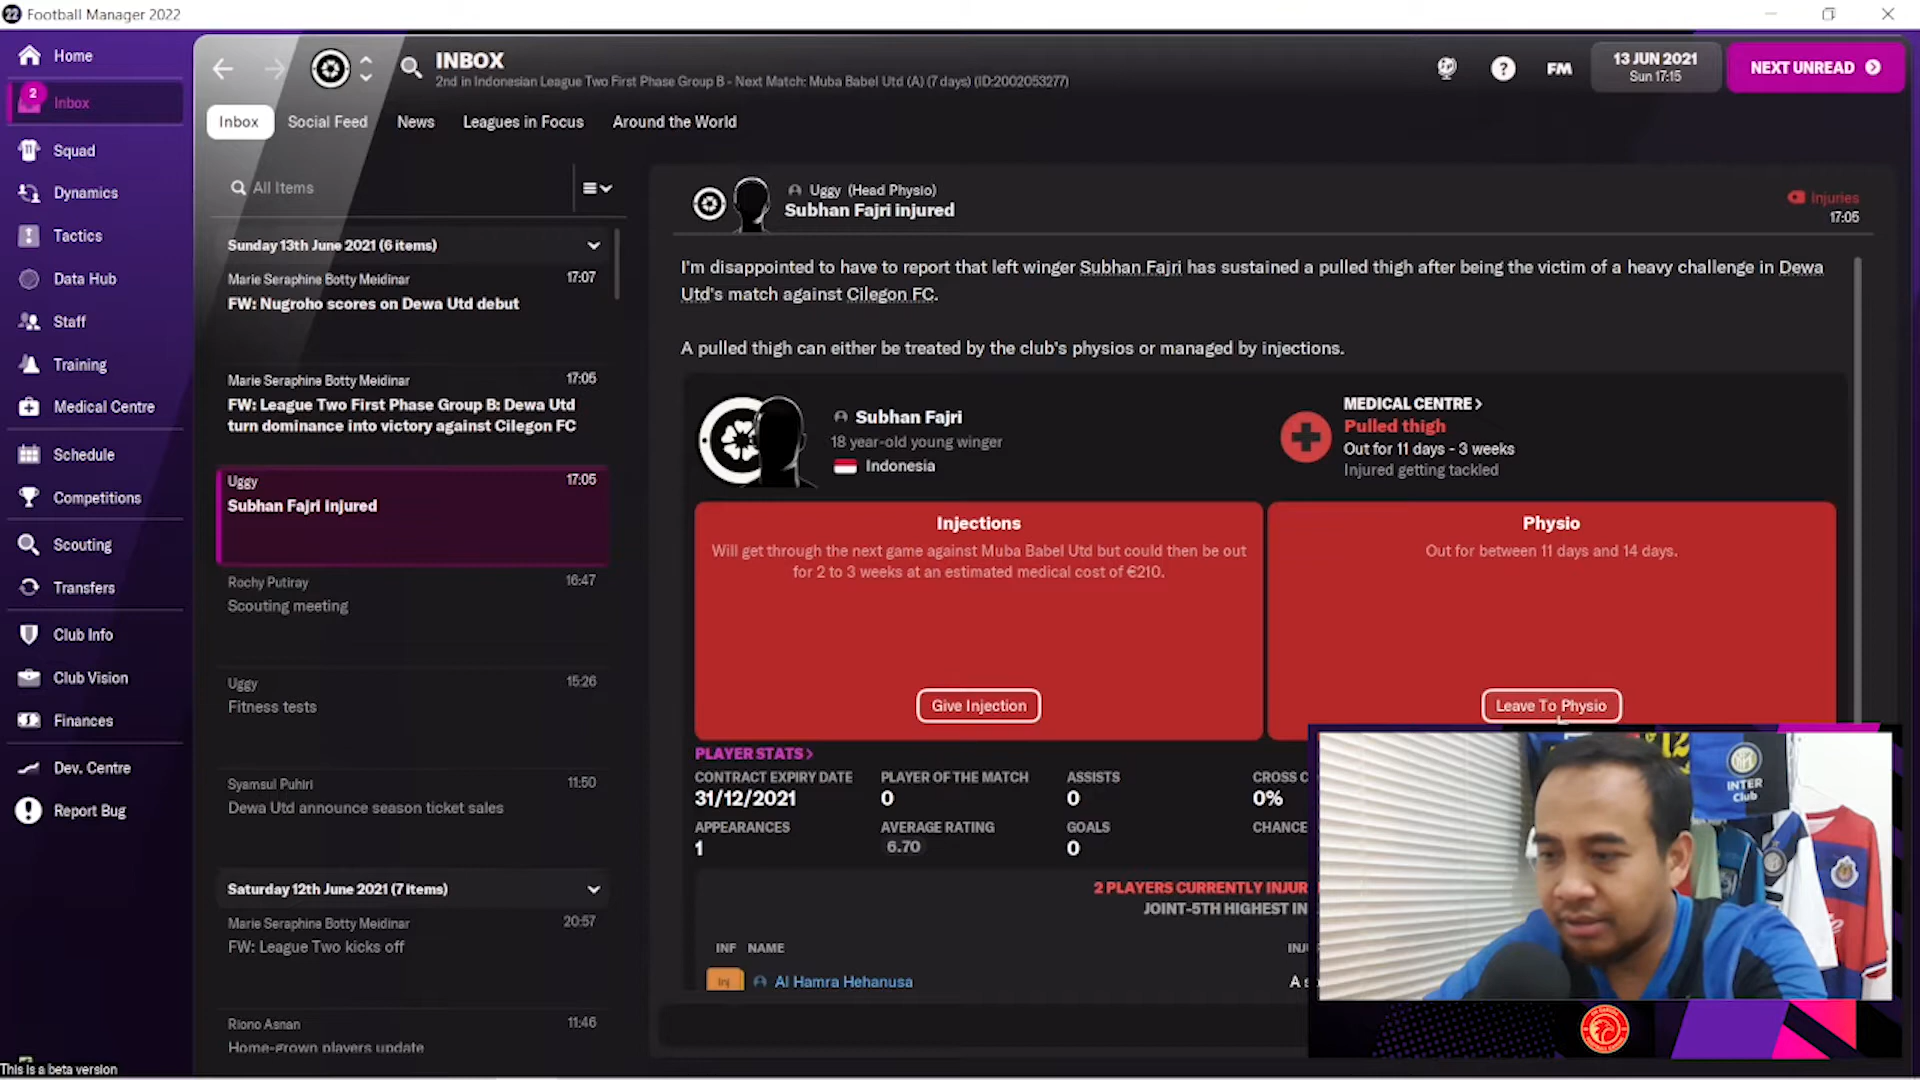 Football Manager 2022
Home
2
Inbox
Squad
Dynamics
Tactics
Data Hub
Staff
Training
Medical Centre
Schedule
Competitions
Scouting
Transfers
Club Info
Club Vision
Finances
Dev. Centre
Report Bug
This is a beta version
INBOX
2nd in Indonesian League Two First Phase Group B - Next Match: Muba Babel Utd (A) (7 days) (ID:2002053277)
?
FM
13 JUN 2021
Sun 17:15
NEXT UNREAD
Inbox
Social Feed
News
Leagues in Focus
Around the World
All Items
Sunday 13th June 2021 (6 items)
Marie Seraphine Botty Meidinar 17:07
FW: Nugroho scores on Dewa Utd debut
Marie Seraphine Botty Meidinar 17:05
FW: League Two First Phase Group B: Dewa Utd
turn dominance into victory against Cilegon FC
Uggy 17:05
Subhan Fajri injured
Rochy Putiray 16:47
Scouting meeting
Uggy 15:26
Fitness tests
Syamsul Puhiri 11:50
Dewa Utd announce season ticket sales
Saturday 12th June 2021 (7 items)
Marie Seraphine Botty Meidinar 20:57
FW: League Two kicks off
Riono Asnan 11:46
Home-grown players update
Uggy (Head Physio)
Subhan Fajri injured
Injuries
17:05
I'm disappointed to have to report that left winger Subhan Fajri has sustained a pulled thigh after being the victim of a heavy challenge in Dewa
Utd's match against Cilegon FC.
A pulled thigh can either be treated by the club's physios or managed by injections.
Subhan Fajri
18 year-old young winger
Indonesia
MEDICAL CENTRE >
Pulled thigh
Out for 11 days - 3 weeks
Injured getting tackled
Injections
Will get through the next game against Muba Babel Utd but could then be out
for 2 to 3 weeks at an estimated medical cost of €210.
Give Injection
Physio
Out for between 11 days and 14 days.
Leave To Physio
PLAYER STATS >
CONTRACT EXPIRY DATE
31/12/2021
PLAYER OF THE MATCH
0
ASSISTS
0
CROSS C
0%
APPEARANCES
1
AVERAGE RATING
6.70
GOALS
0
CHANCE
2 PLAYERS CURRENTLY INJUR
JOINT-5TH HIGHEST IN
INF NAME INJ
Inj Al Hamra Hehanusa A s
INTER
Club